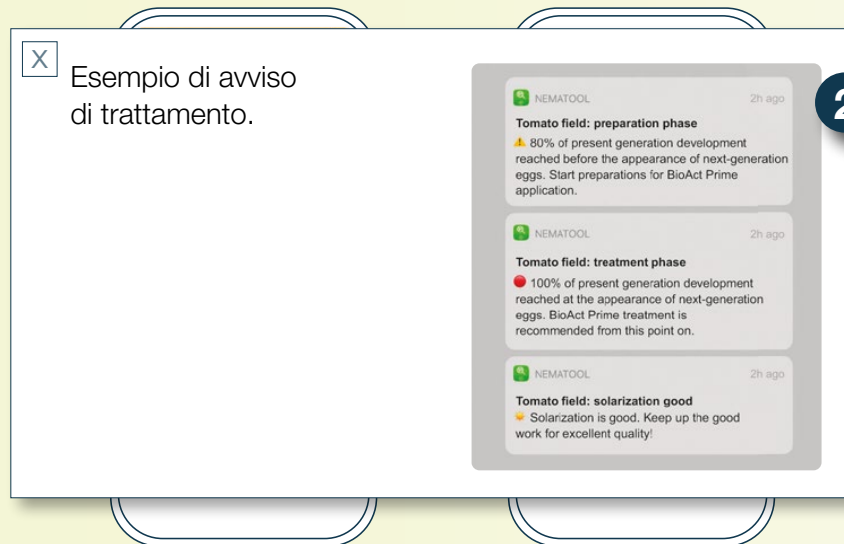 X
Esempio di avviso
di trattamento.
NEMATOOL 2h ago
Tomato field: preparation phase
80% of present generation development
reached before the appearance of next-generation
eggs. Start preparations for BioAct Prime
application.
NEMATOOL 2h ago
Tomato field: treatment phase
100% of present generation development
reached at the appearance of next-generation
eggs. BioAct Prime treatment is
recommended from this point on.
NEMATOOL 2h ago
Tomato field: solarization good
Solarization is good. Keep up the good
work for excellent quality!
2